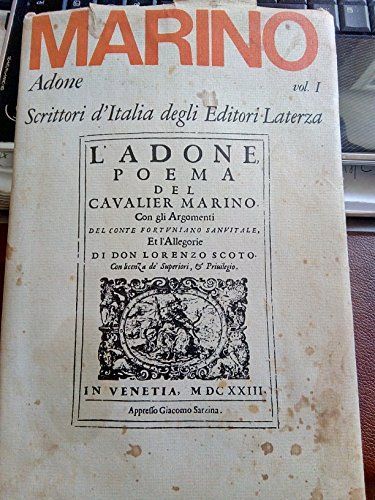 MARINO
Adone vol. I
Scrittori d'Italia degli Editori Laterza
L'ADONE,
POEMA
DEL
CAVALIER MARINO.
Con gli Argomenti
DEL CONTE FORTVNIANO SANVITALE,
Et l'Allegorie
DI DON LORENZO SCOTO.
Con licenza de' Superiori, & Priuilegio.
IN VENETIA, MDCXXIII.
Appresso Giacomo Sarzina.